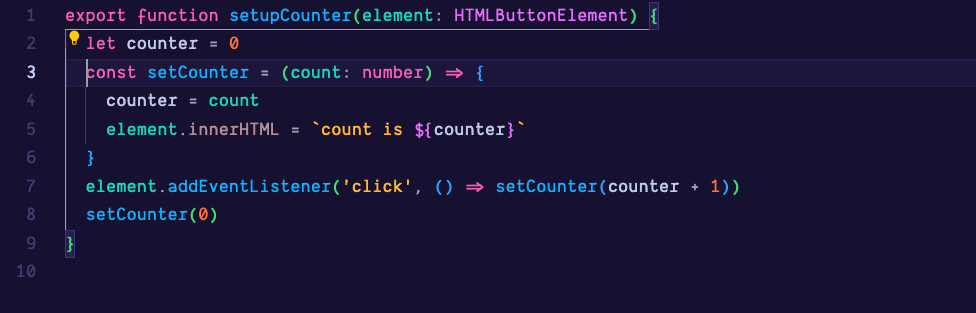 1 export function setupCounter(element: HTMLButtonElement) {
2 let counter = 0
3 const setCounter = (count: number) => {
4 counter = count
5 element.innerHTML = `count is ${counter}`
6 }
7 element.addEventListener('click', () => setCounter(counter + 1))
8 setCounter(0)
9 }
10